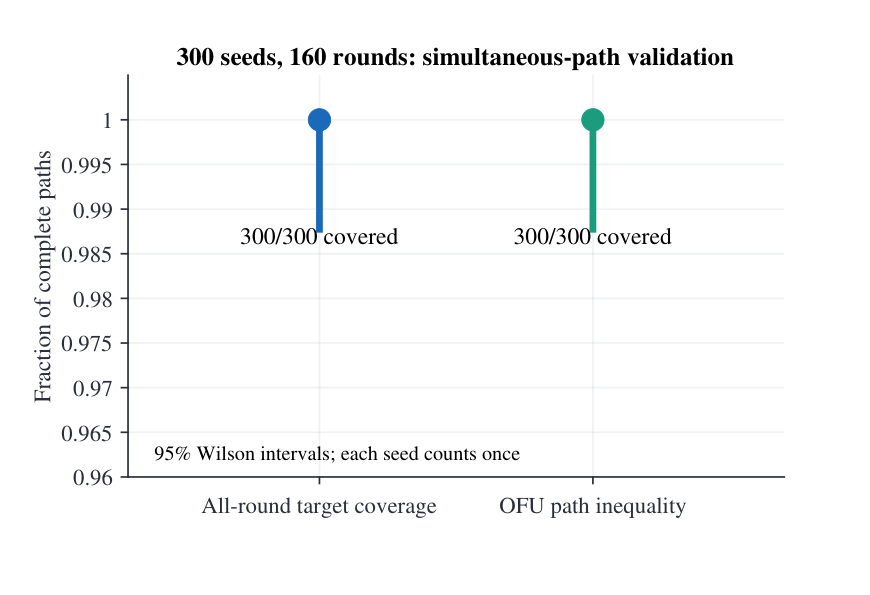 300 seeds, 160 rounds: simultaneous-path validation
Fraction of complete paths
1
0.995
0.99
0.985
0.98
0.975
0.97
0.965
0.96
300/300 covered
300/300 covered
95% Wilson intervals; each seed counts once
All-round target coverage
OFU path inequality